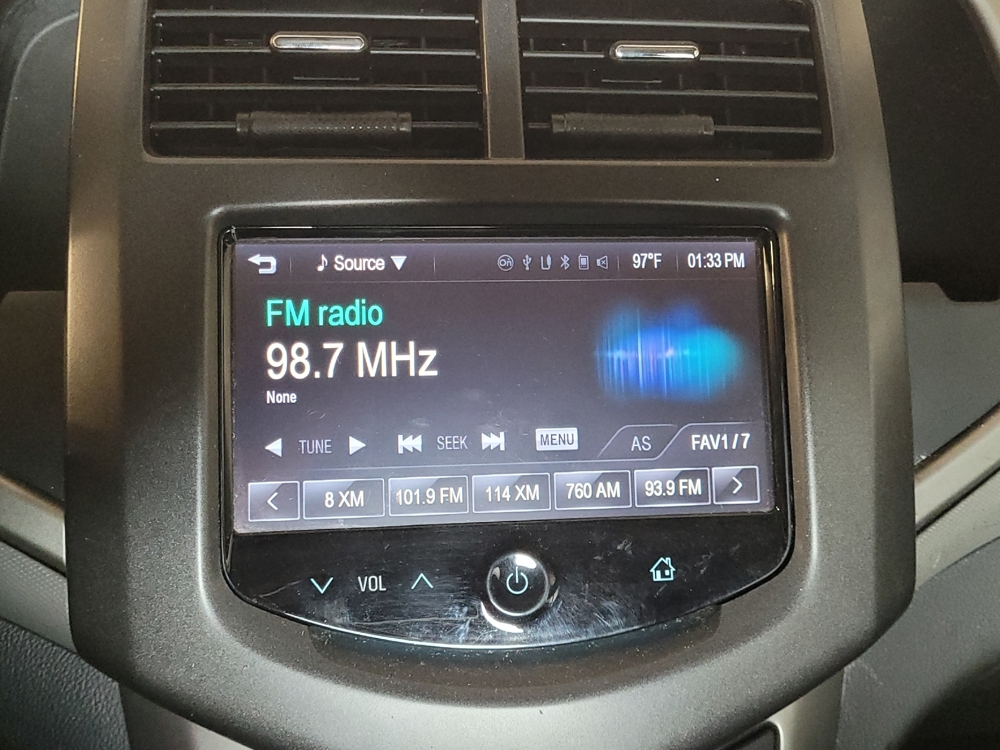 Source 97°F 01:33 PM
FM radio
98.7 MHz
None
TUNE SEEK MENU AS FAV1 / 7
8 XM 101.9 FM 114 XM 760 AM 93.9 FM
VOL